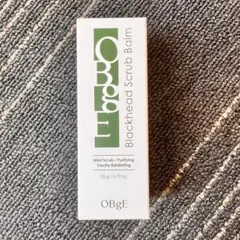 OBgE
Blackhead Scrub Balm
Mild Scrub / Purifying
Gentle Exfoliating
OBgE